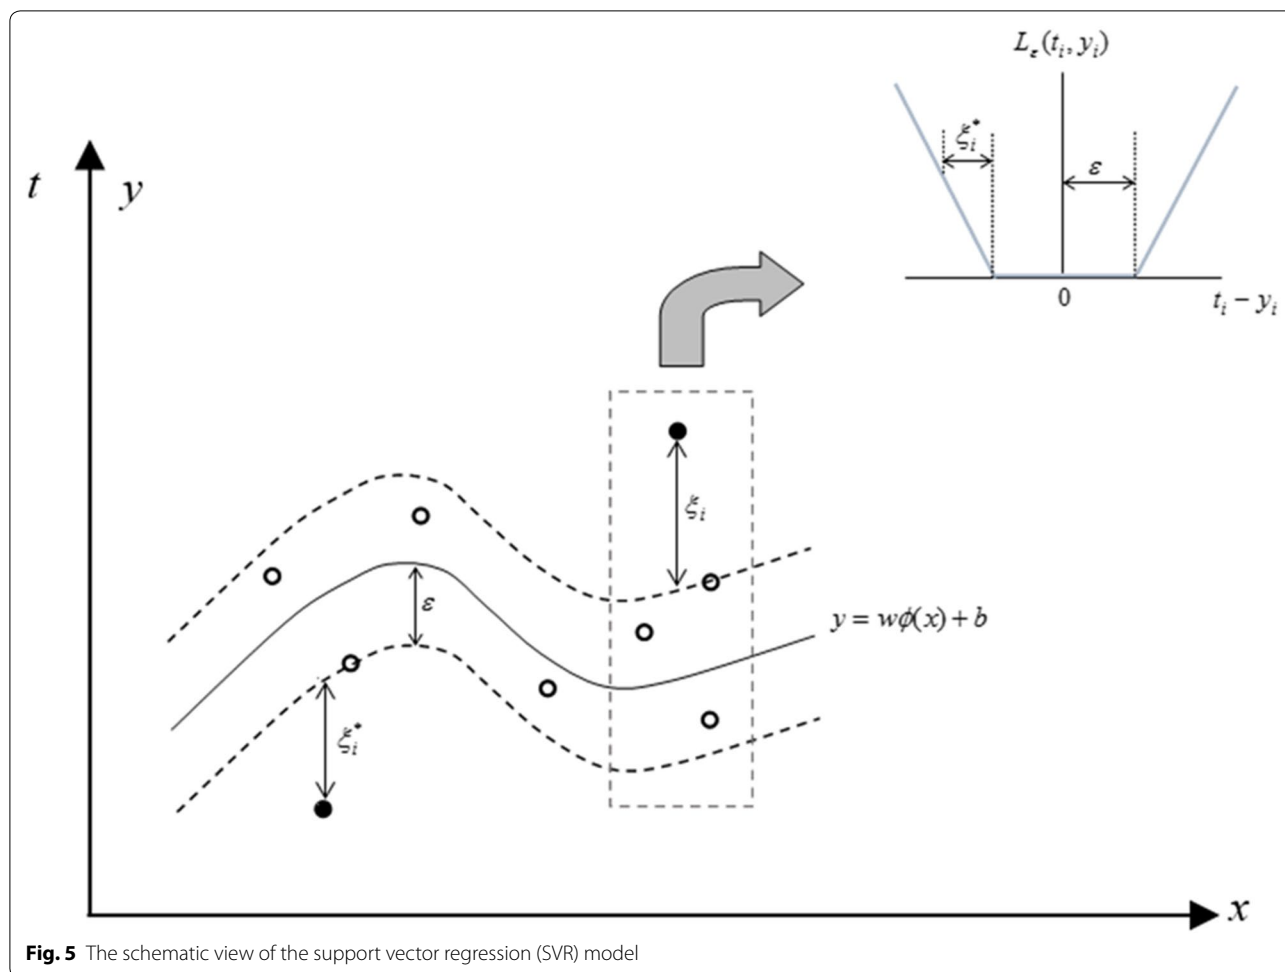 L_ε(t_i, y_i)
ξ_i^*
ε
0
t_i − y_i
t
y
ξ_i
ε
y = wϕ(x) + b
ξ_i^*
x
Fig. 5 The schematic view of the support vector regression (SVR) model